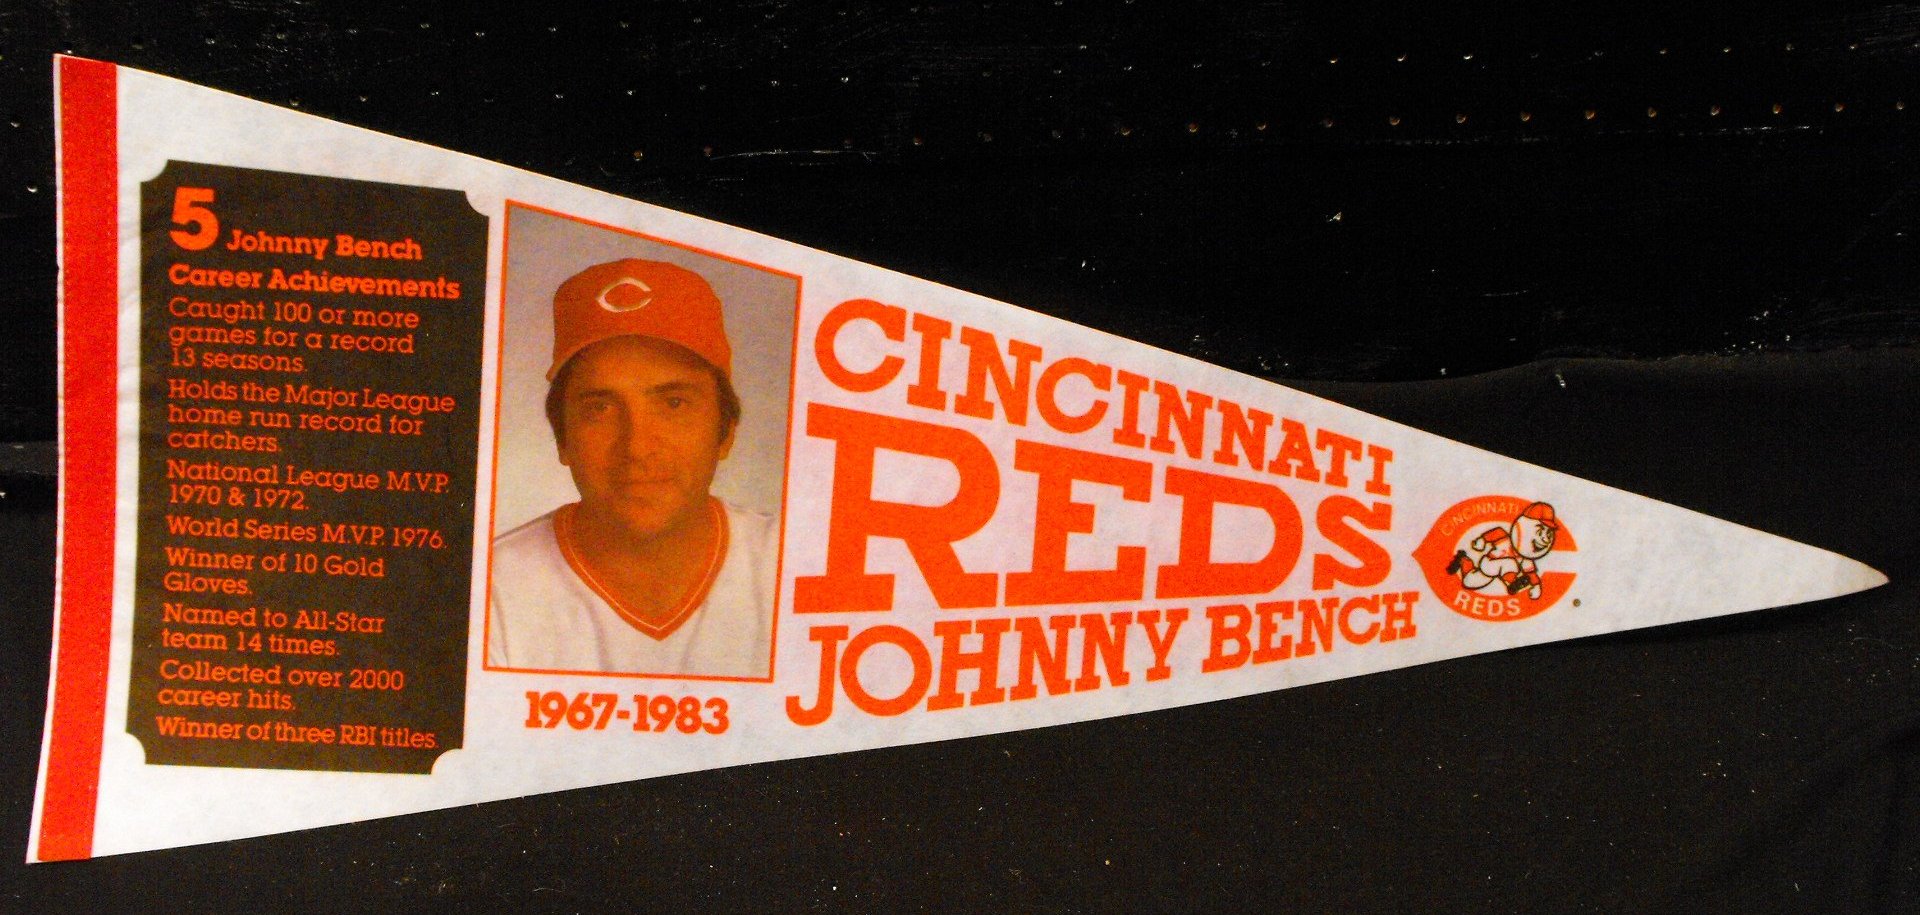 5 Johnny Bench
Career Achievements
Caught 100 or more
games for a record
13 seasons.
Holds the Major League
home run record for
catchers.
National League M.V.P.
1970 & 1972.
World Series M.V.P. 1976.
Winner of 10 Gold
Gloves.
Named to All-Star
team 14 times.
Collected over 2000
career hits.
Winner of three RBI titles.
C
1967-1983
CINCINNATI
REDS
JOHNNY BENCH
CINCINNATI
REDS